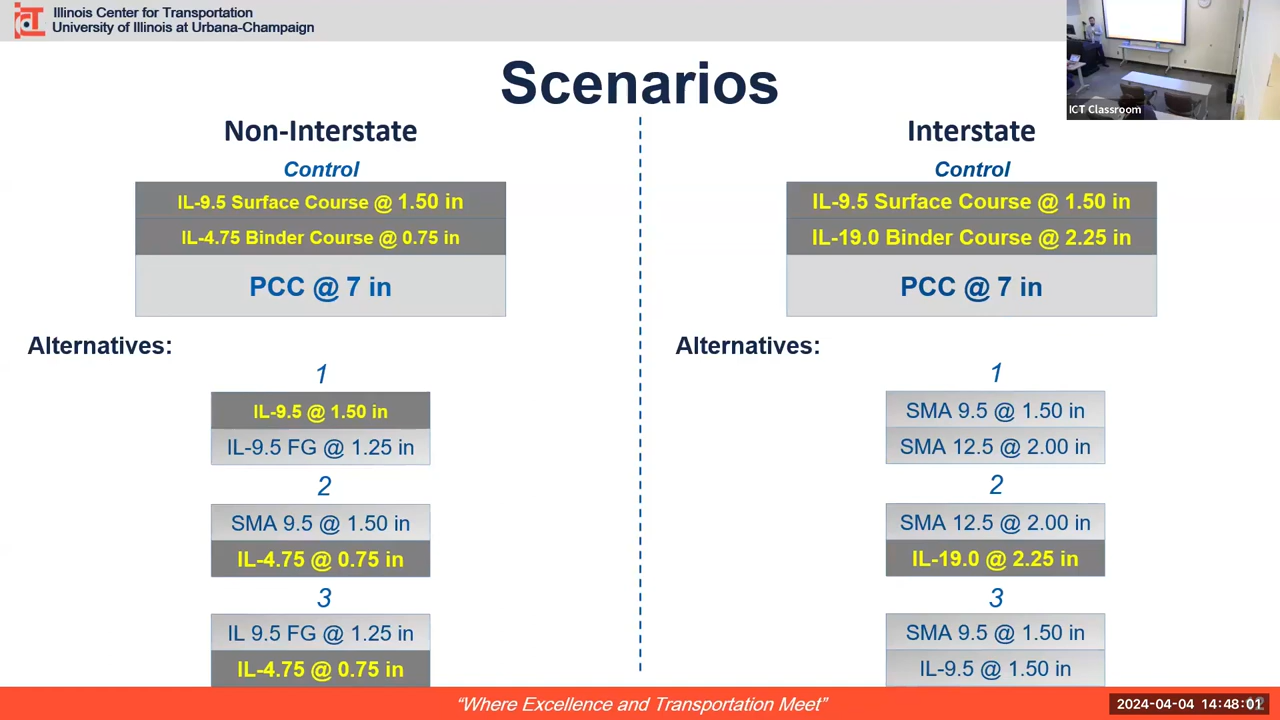 Illinois Center for Transportation
University of Illinois at Urbana-Champaign
ICT Classroom
Scenarios
Non-Interstate
Control
IL-9.5 Surface Course @ 1.50 in
IL-4.75 Binder Course @ 0.75 in
PCC @ 7 in
Alternatives:
1
IL-9.5 @ 1.50 in
IL-9.5 FG @ 1.25 in
2
SMA 9.5 @ 1.50 in
IL-4.75 @ 0.75 in
3
IL 9.5 FG @ 1.25 in
IL-4.75 @ 0.75 in
Interstate
Control
IL-9.5 Surface Course @ 1.50 in
IL-19.0 Binder Course @ 2.25 in
PCC @ 7 in
Alternatives:
1
SMA 9.5 @ 1.50 in
SMA 12.5 @ 2.00 in
2
SMA 12.5 @ 2.00 in
IL-19.0 @ 2.25 in
3
SMA 9.5 @ 1.50 in
IL-9.5 @ 1.50 in
“Where Excellence and Transportation Meet”
2024-04-04 14:48:01